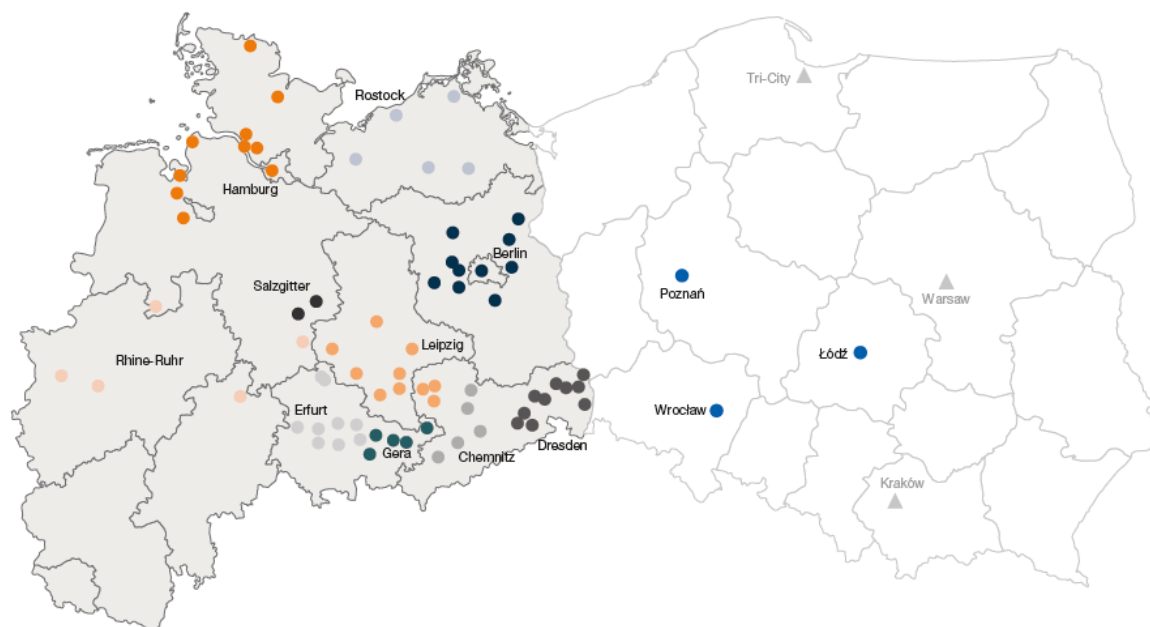 Tri-City
Rostock
Hamburg
Berlin
Salzgitter
Poznań
Warsaw
Leipzig
Rhine-Ruhr
Łódź
Erfurt
Wrocław
Dresden
Gera
Chemnitz
Kraków